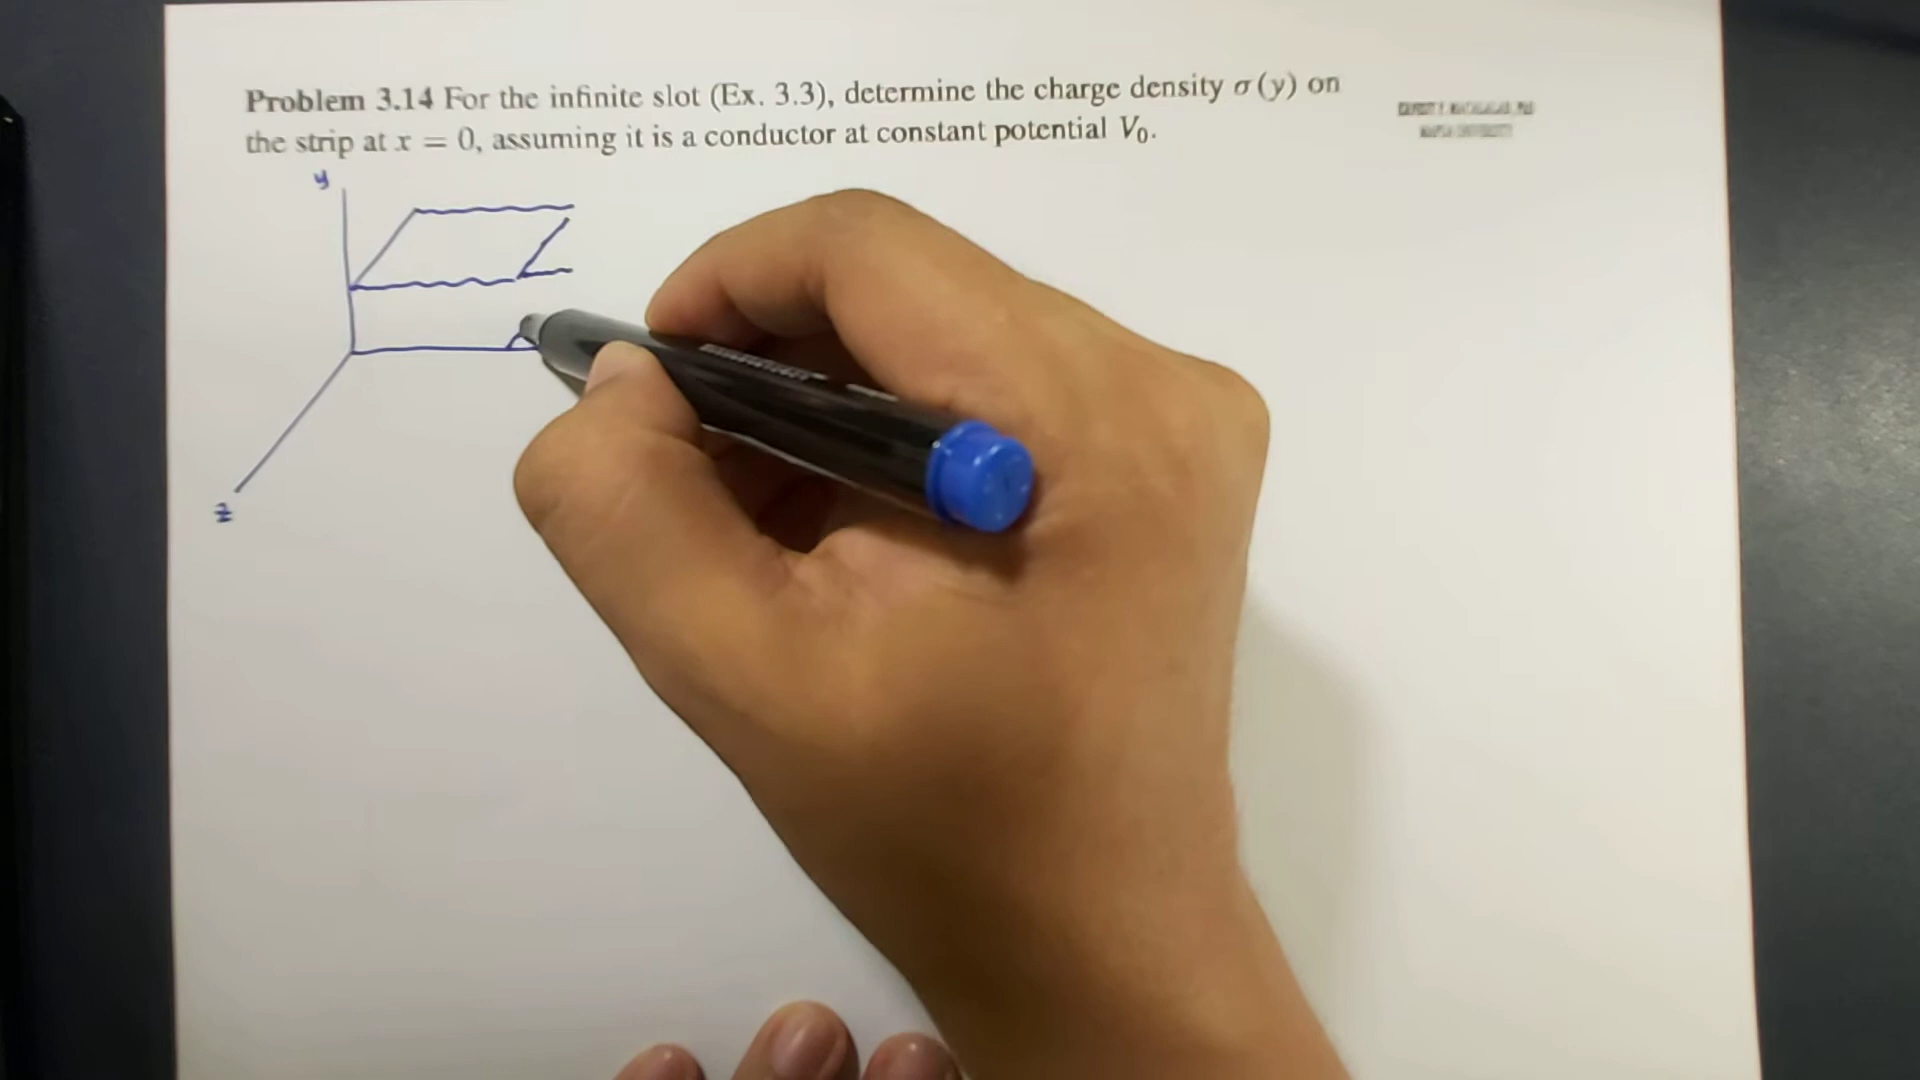 Problem 3.14 For the infinite slot (Ex. 3.3), determine the charge density σ(y) on
the strip at x = 0, assuming it is a conductor at constant potential V₀.
y
z